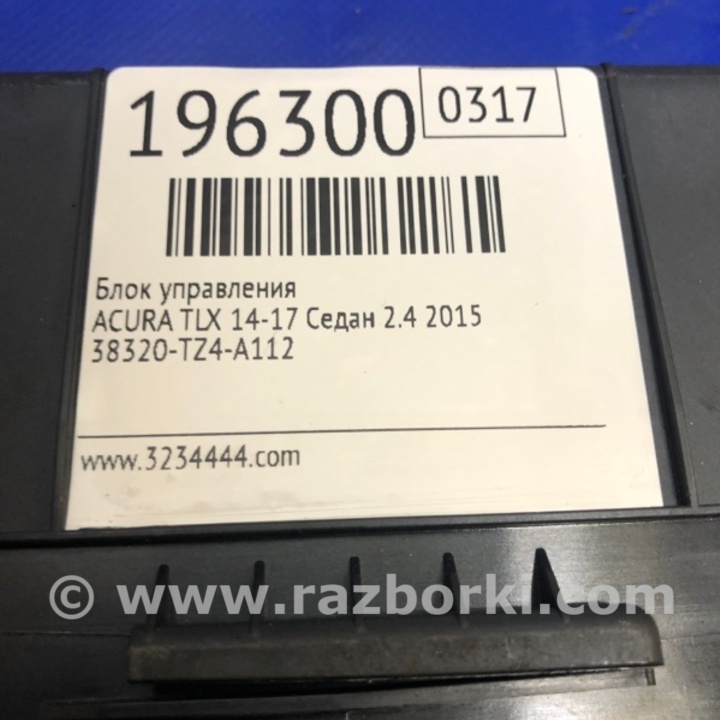 196300 0317
Блок управления
ACURA TLX 14-17 Седан 2.4 2015
38320-TZ4-A112
www.3234444.com
© www.razborki.com